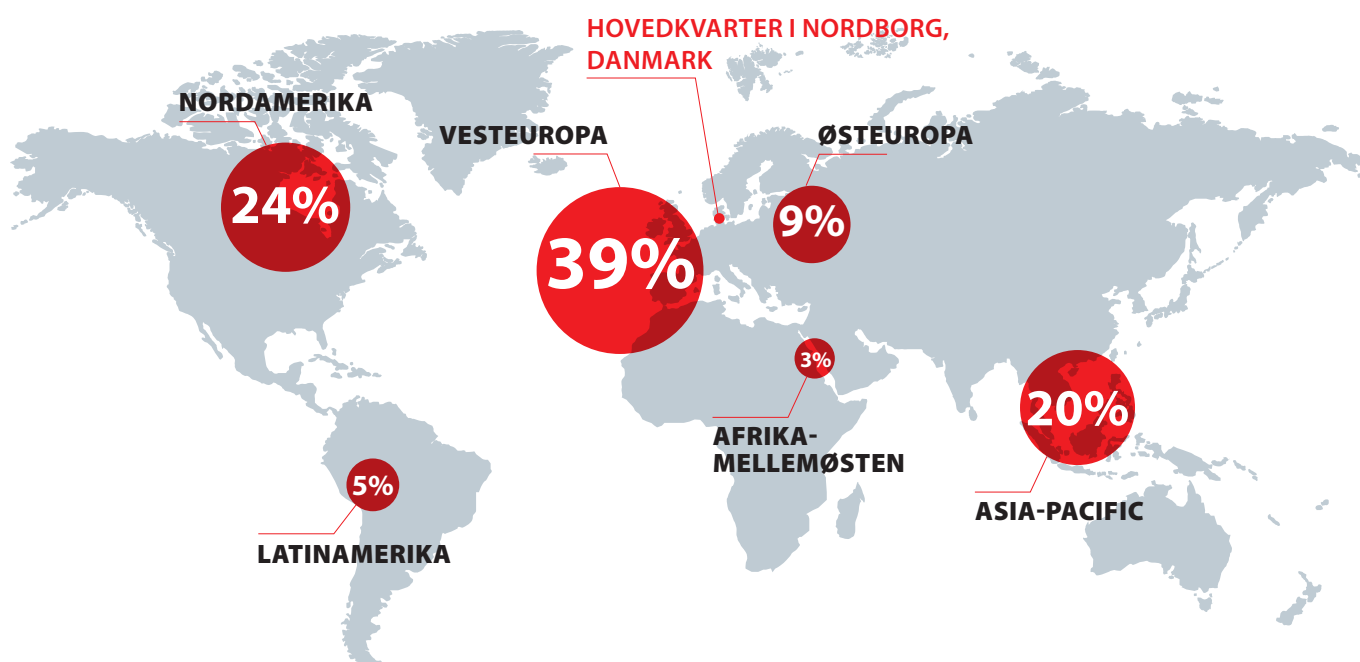 HOVEDKVARTER I NORDBORG,
DANMARK
NORDAMERIKA
24%
VESTEUROPA
39%
ØSTEUROPA
9%
3%
AFRIKA-
MELLEMØSTEN
20%
ASIA-PACIFIC
5%
LATINAMERIKA